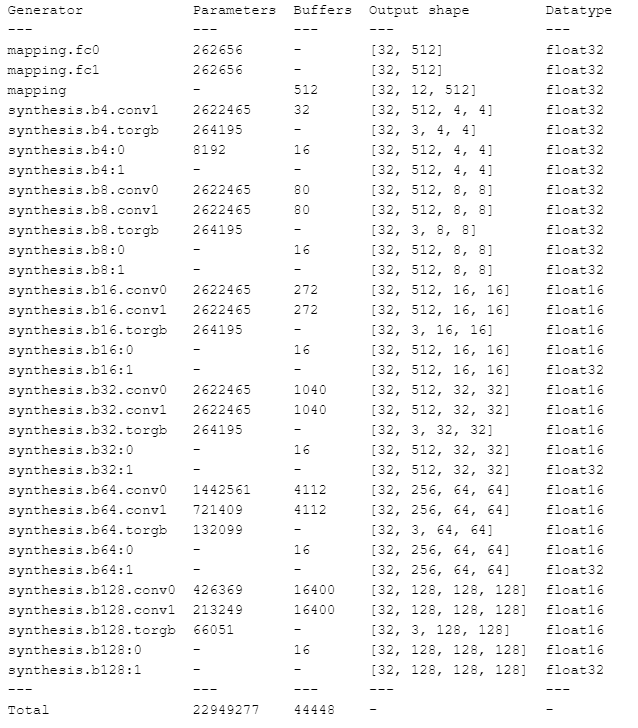 Generator Parameters Buffers Output shape Datatype
--- --- --- --- ---
mapping.fc0 262656 - [32, 512] float32
mapping.fc1 262656 - [32, 512] float32
mapping - 512 [32, 12, 512] float32
synthesis.b4.conv1 2622465 32 [32, 512, 4, 4] float32
synthesis.b4.torgb 264195 - [32, 3, 4, 4] float32
synthesis.b4:0 8192 16 [32, 512, 4, 4] float32
synthesis.b4:1 - - [32, 512, 4, 4] float32
synthesis.b8.conv0 2622465 80 [32, 512, 8, 8] float32
synthesis.b8.conv1 2622465 80 [32, 512, 8, 8] float32
synthesis.b8.torgb 264195 - [32, 3, 8, 8] float32
synthesis.b8:0 - 16 [32, 512, 8, 8] float32
synthesis.b8:1 - - [32, 512, 8, 8] float32
synthesis.b16.conv0 2622465 272 [32, 512, 16, 16] float16
synthesis.b16.conv1 2622465 272 [32, 512, 16, 16] float16
synthesis.b16.torgb 264195 - [32, 3, 16, 16] float16
synthesis.b16:0 - 16 [32, 512, 16, 16] float16
synthesis.b16:1 - - [32, 512, 16, 16] float32
synthesis.b32.conv0 2622465 1040 [32, 512, 32, 32] float16
synthesis.b32.conv1 2622465 1040 [32, 512, 32, 32] float16
synthesis.b32.torgb 264195 - [32, 3, 32, 32] float16
synthesis.b32:0 - 16 [32, 512, 32, 32] float16
synthesis.b32:1 - - [32, 512, 32, 32] float32
synthesis.b64.conv0 1442561 4112 [32, 256, 64, 64] float16
synthesis.b64.conv1 721409 4112 [32, 256, 64, 64] float16
synthesis.b64.torgb 132099 - [32, 3, 64, 64] float16
synthesis.b64:0 - 16 [32, 256, 64, 64] float16
synthesis.b64:1 - - [32, 256, 64, 64] float32
synthesis.b128.conv0 426369 16400 [32, 128, 128, 128] float16
synthesis.b128.conv1 213249 16400 [32, 128, 128, 128] float16
synthesis.b128.torgb 66051 - [32, 3, 128, 128] float16
synthesis.b128:0 - 16 [32, 128, 128, 128] float16
synthesis.b128:1 - - [32, 128, 128, 128] float32
--- --- --- --- ---
Total 22949277 44448 - -